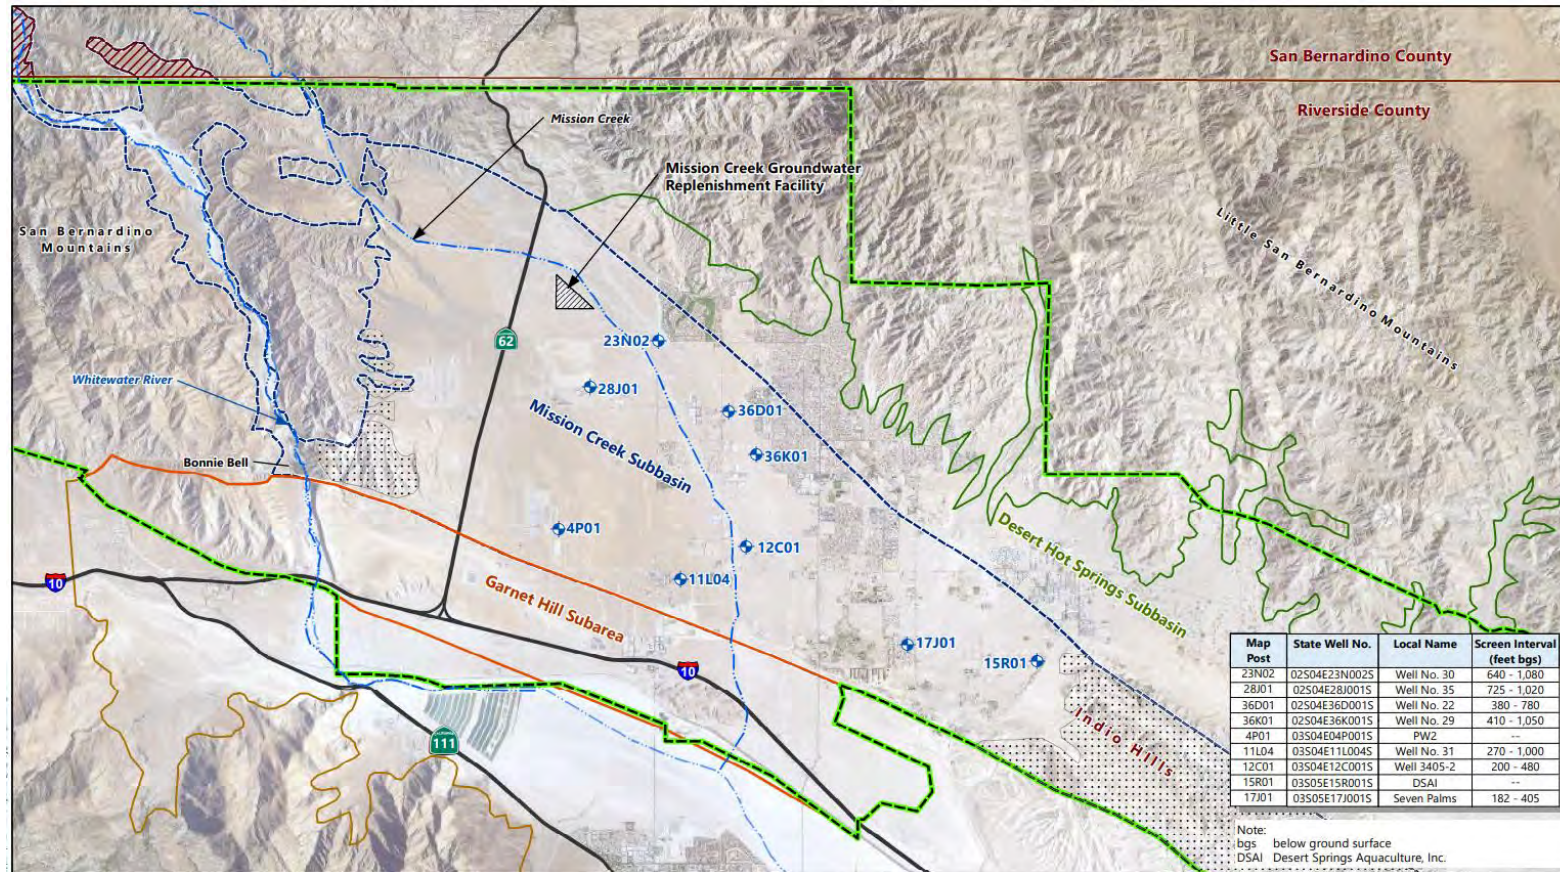 San Bernardino County
Riverside County
Mission Creek
Mission Creek Groundwater
Replenishment Facility
San Bernardino
Mountains
Little San Bernardino Mountains
62
23N02
28J01
Whitewater River
Mission Creek Subbasin
36D01
36K01
Bonnie Bell
4P01
12C01
Desert Hot Springs Subbasin
10
11L04
Garnet Hill Subarea
17J01
15R01
10
Indio Hills
CALIFORNIA
111
Map Post | State Well No. | Local Name | Screen Interval (feet bgs)
23N02 | 02S04E23N002S | Well No. 30 | 640 - 1,080
28J01 | 02S04E28J001S | Well No. 35 | 725 - 1,020
36D01 | 02S04E36D001S | Well No. 22 | 380 - 780
36K01 | 02S04E36K001S | Well No. 29 | 410 - 1,050
4P01 | 03S04E04P001S | PW2 | --
11L04 | 03S04E11L004S | Well No. 31 | 270 - 1,000
12C01 | 03S04E12C001S | Well 3405-2 | 200 - 480
15R01 | 03S05E15R001S | DSAI | --
17J01 | 03S05E17J001S | Seven Palms | 182 - 405
Note:
bgs below ground surface
DSAI Desert Springs Aquaculture, Inc.